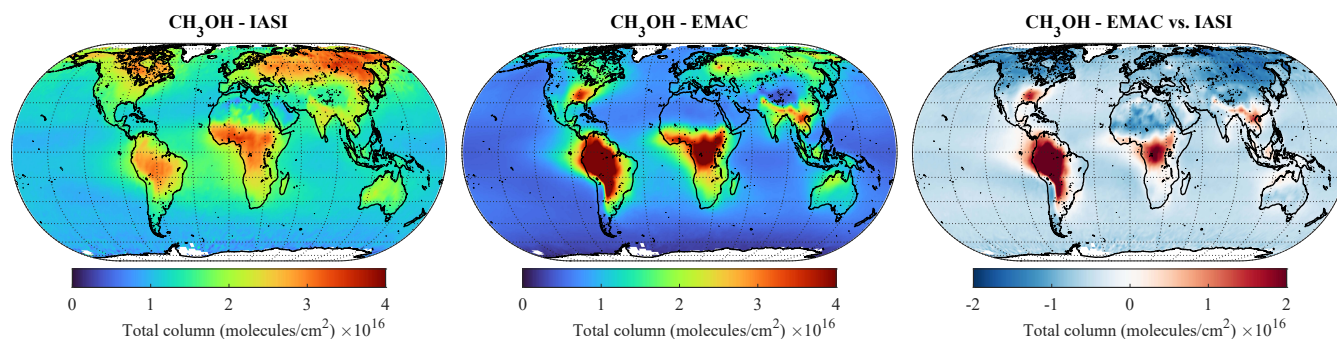 CH₃OH - IASI
CH₃OH - EMAC
CH₃OH - EMAC vs. IASI
0 1 2 3 4
Total column (molecules/cm²) ×10¹⁶
0 1 2 3 4
Total column (molecules/cm²) ×10¹⁶
-2 -1 0 1 2
Total column (molecules/cm²) ×10¹⁶